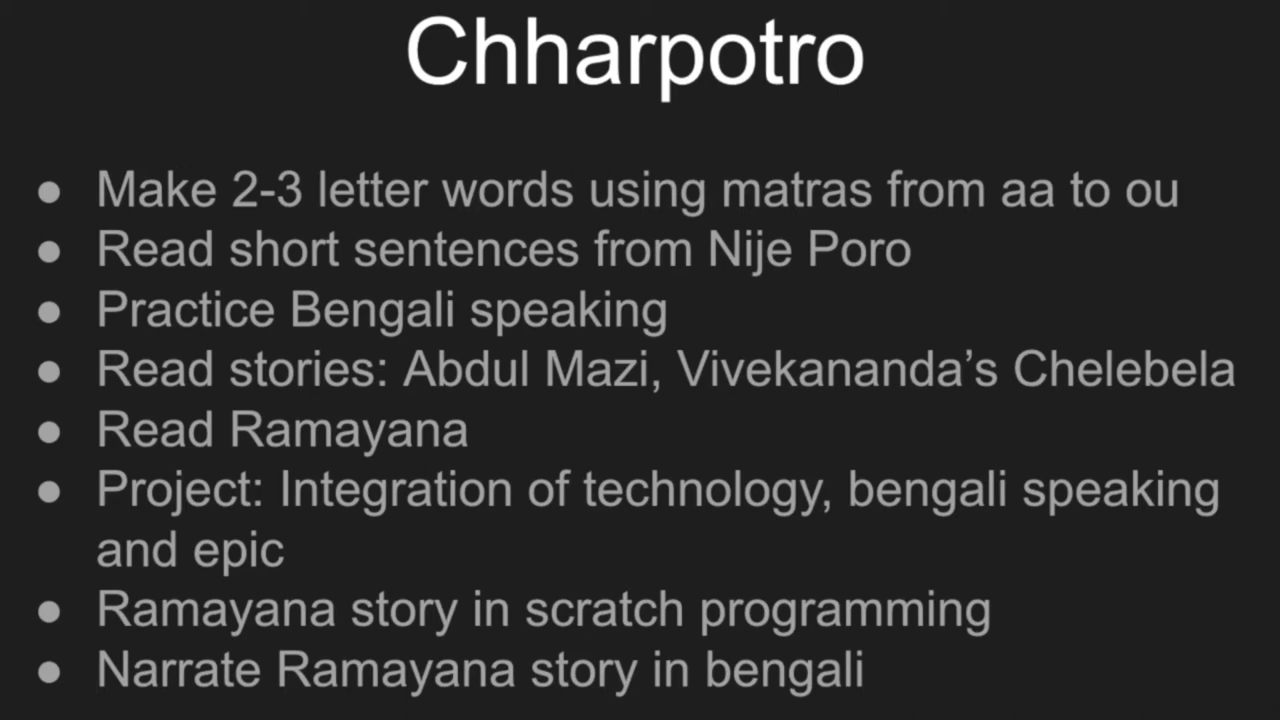 Chharpotro
● Make 2-3 letter words using matras from aa to ou
● Read short sentences from Nije Poro
● Practice Bengali speaking
● Read stories: Abdul Mazi, Vivekananda’s Chelebela
● Read Ramayana
● Project: Integration of technology, bengali speaking
and epic
● Ramayana story in scratch programming
● Narrate Ramayana story in bengali